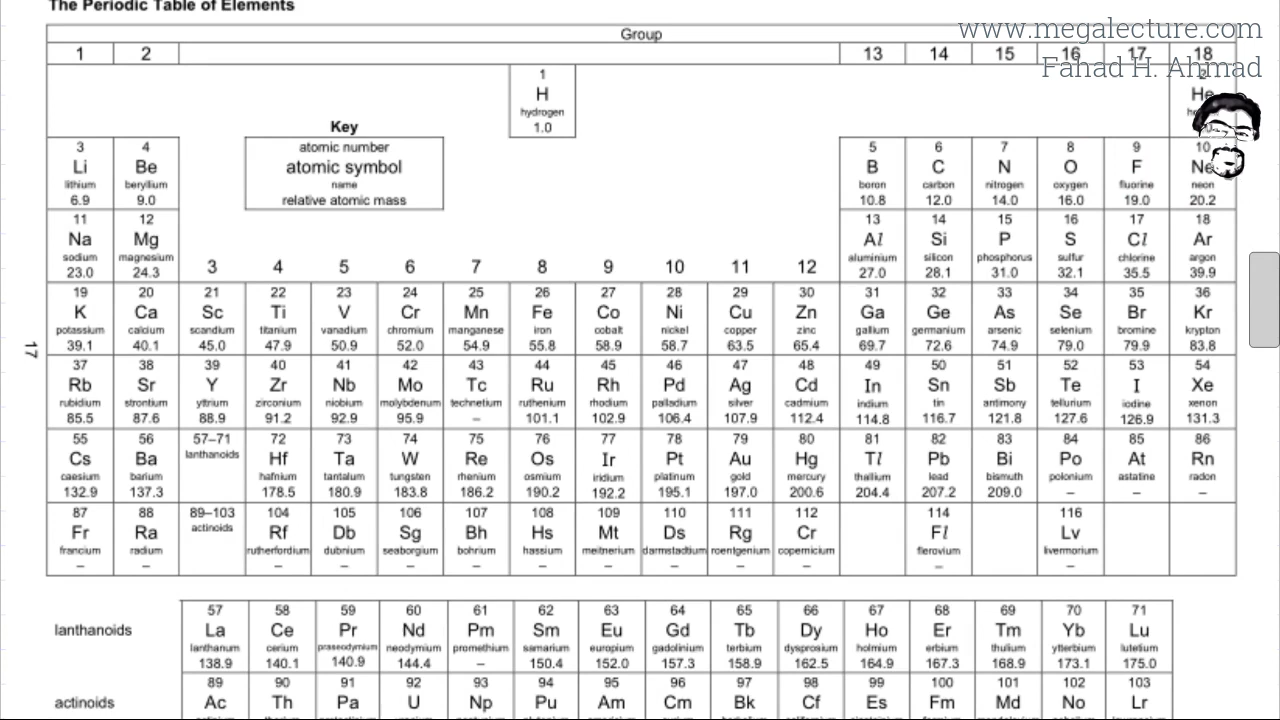 The Periodic Table of Elements
www.megalecture.com
Fahad H. Ahmad
Group
1 2 13 14 15 16 17 18
1 2
H He
hydrogen
1.0
Key
atomic number
atomic symbol
name
relative atomic mass
3 4 5 6 7 8 9 10
Li Be B C N O F Ne
lithium beryllium boron carbon nitrogen oxygen fluorine neon
6.9 9.0 10.8 12.0 14.0 16.0 19.0 20.2
11 12 13 14 15 16 17 18
Na Mg Al Si P S Cl Ar
sodium magnesium aluminium silicon phosphorus sulfur chlorine argon
23.0 24.3 27.0 28.1 31.0 32.1 35.5 39.9
3 4 5 6 7 8 9 10 11 12
19 20 21 22 23 24 25 26 27 28 29 30 31 32 33 34 35 36
K Ca Sc Ti V Cr Mn Fe Co Ni Cu Zn Ga Ge As Se Br Kr
potassium calcium scandium titanium vanadium chromium manganese iron cobalt nickel copper zinc gallium germanium arsenic selenium bromine krypton
39.1 40.1 45.0 47.9 50.9 52.0 54.9 55.8 58.9 58.7 63.5 65.4 69.7 72.6 74.9 79.0 79.9 83.8
17
37 38 39 40 41 42 43 44 45 46 47 48 49 50 51 52 53 54
Rb Sr Y Zr Nb Mo Tc Ru Rh Pd Ag Cd In Sn Sb Te I Xe
rubidium strontium yttrium zirconium niobium molybdenum technetium ruthenium rhodium palladium silver cadmium indium tin antimony tellurium iodine xenon
85.5 87.6 88.9 91.2 92.9 95.9 – 101.1 102.9 106.4 107.9 112.4 114.8 116.7 121.8 127.6 126.9 131.3
55 56 57–71 72 73 74 75 76 77 78 79 80 81 82 83 84 85 86
Cs Ba lanthanoids Hf Ta W Re Os Ir Pt Au Hg Tl Pb Bi Po At Rn
caesium barium hafnium tantalum tungsten rhenium osmium iridium platinum gold mercury thallium lead bismuth polonium astatine radon
132.9 137.3 178.5 180.9 183.8 186.2 190.2 192.2 195.1 197.0 200.6 204.4 207.2 209.0 – – –
87 88 89–103 104 105 106 107 108 109 110 111 112 114 116
Fr Ra actinoids Rf Db Sg Bh Hs Mt Ds Rg Cr Fl Lv
francium radium rutherfordium dubnium seaborgium bohrium hassium meitnerium darmstadtium roentgenium copernicium flerovium livermorium
– – – – – – – – – – – – –
57 58 59 60 61 62 63 64 65 66 67 68 69 70 71
lanthanoids La Ce Pr Nd Pm Sm Eu Gd Tb Dy Ho Er Tm Yb Lu
lanthanum cerium praseodymium neodymium promethium samarium europium gadolinium terbium dysprosium holmium erbium thulium ytterbium lutetium
138.9 140.1 140.9 144.4 – 150.4 152.0 157.3 158.9 162.5 164.9 167.3 168.9 173.1 175.0
89 90 91 92 93 94 95 96 97 98 99 100 101 102 103
actinoids Ac Th Pa U Np Pu Am Cm Bk Cf Es Fm Md No Lr